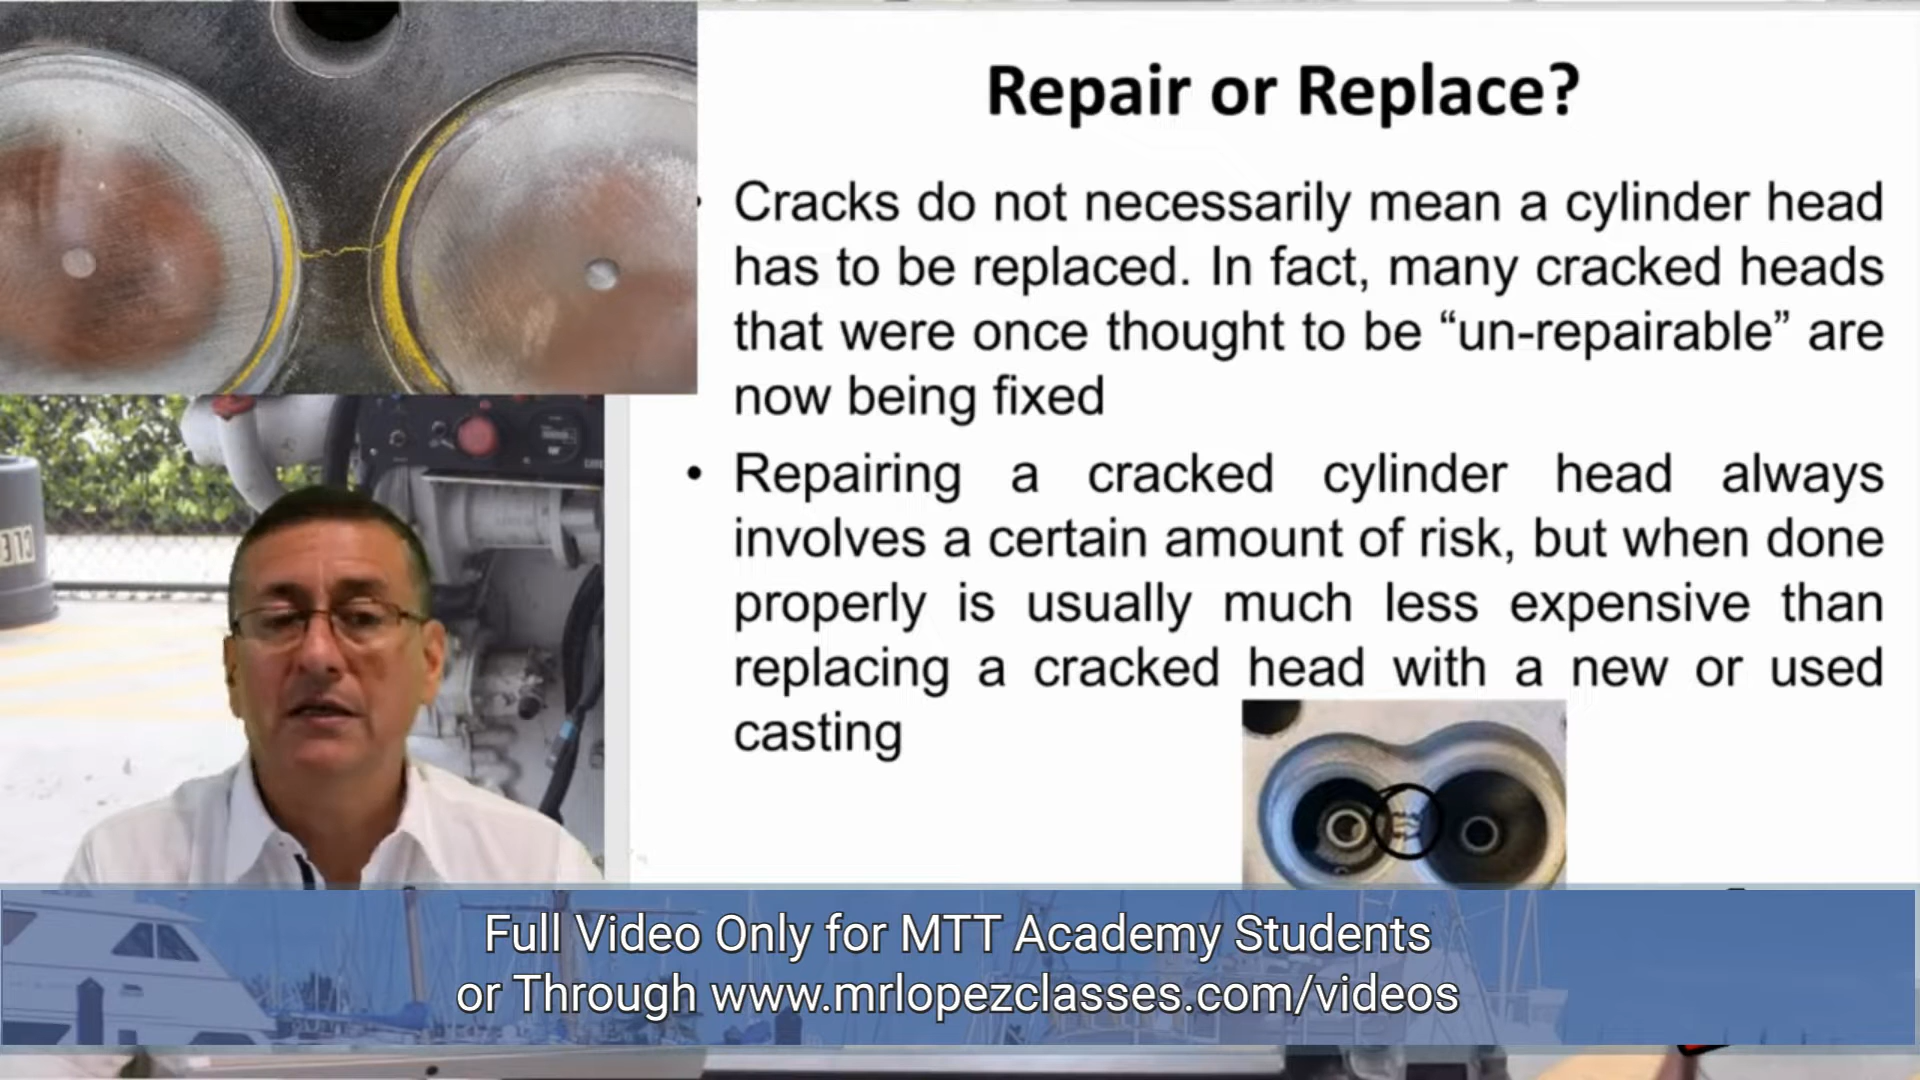 Repair or Replace?
• Cracks do not necessarily mean a cylinder head
has to be replaced. In fact, many cracked heads
that were once thought to be “un-repairable” are
now being fixed
• Repairing a cracked cylinder head always
involves a certain amount of risk, but when done
properly is usually much less expensive than
replacing a cracked head with a new or used
casting
Full Video Only for MTT Academy Students
or Through www.mrlopezclasses.com/videos